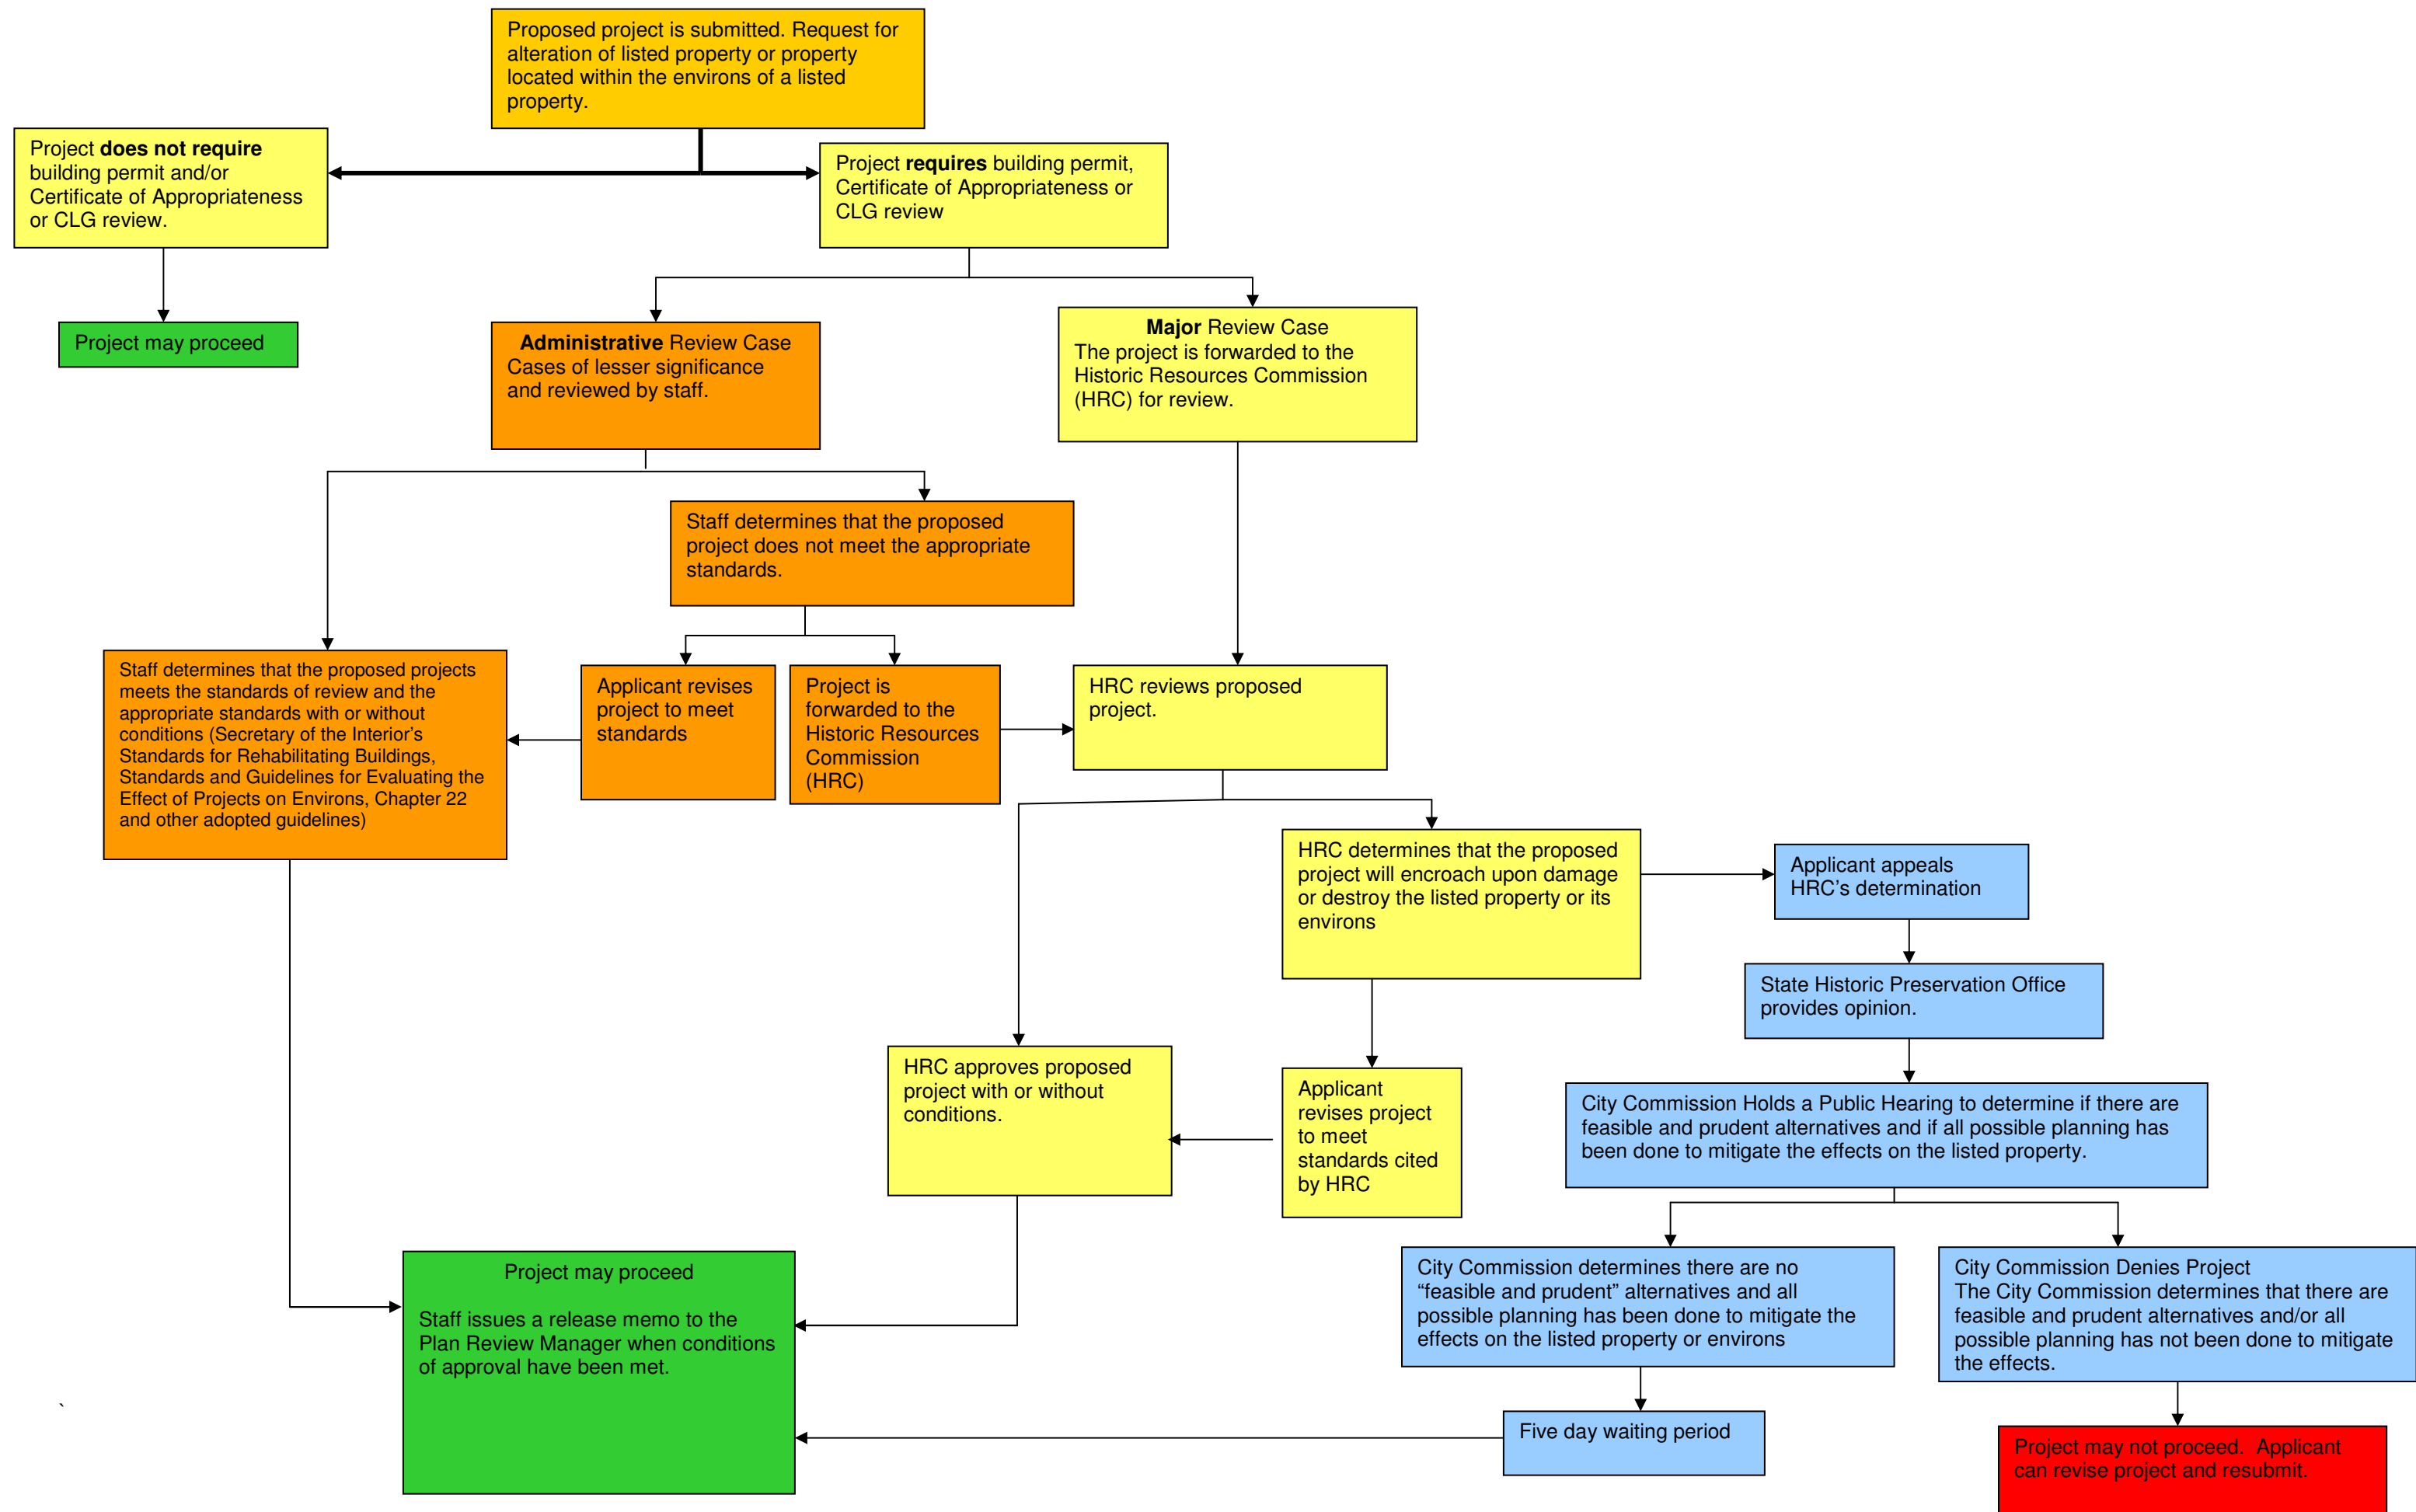 Proposed project is submitted. Request for
alteration of listed property or property
located within the environs of a listed
property.
Project does not require
building permit and/or
Certificate of Appropriateness
or CLG review.
Project requires building permit,
Certificate of Appropriateness or
CLG review
Project may proceed
Administrative Review Case
Cases of lesser significance
and reviewed by staff.
Major Review Case
The project is forwarded to the
Historic Resources Commission
(HRC) for review.
Staff determines that the proposed
project does not meet the appropriate
standards.
Staff determines that the proposed projects
meets the standards of review and the
appropriate standards with or without
conditions (Secretary of the Interior’s
Standards for Rehabilitating Buildings,
Standards and Guidelines for Evaluating the
Effect of Projects on Environs, Chapter 22
and other adopted guidelines)
Applicant revises
project to meet
standards
Project is
forwarded to the
Historic Resources
Commission
(HRC)
HRC reviews proposed
project.
HRC determines that the proposed
project will encroach upon damage
or destroy the listed property or its
environs
Applicant appeals
HRC’s determination
State Historic Preservation Office
provides opinion.
HRC approves proposed
project with or without
conditions.
Applicant
revises project
to meet
standards cited
by HRC
City Commission Holds a Public Hearing to determine if there are
feasible and prudent alternatives and if all possible planning has
been done to mitigate the effects on the listed property.
Project may proceed
Staff issues a release memo to the
Plan Review Manager when conditions
of approval have been met.
City Commission determines there are no
“feasible and prudent” alternatives and all
possible planning has been done to mitigate the
effects on the listed property or environs
City Commission Denies Project
The City Commission determines that there are
feasible and prudent alternatives and/or all
possible planning has not been done to mitigate
the effects.
`
Five day waiting period
Project may not proceed.  Applicant
can revise project and resubmit.